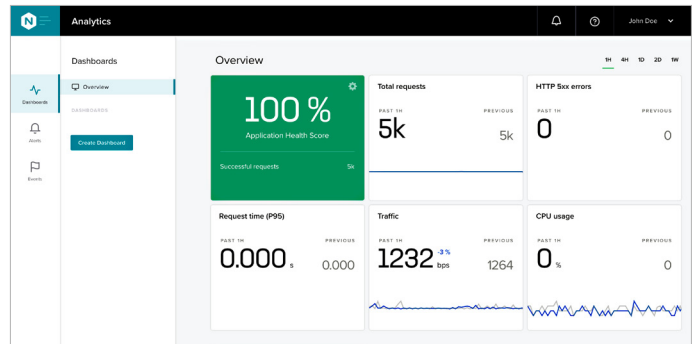 N
Analytics
John Doe
Dashboards
Alerts
Events
Dashboards
Overview
DASHBOARDS
Create Dashboard
Overview
1H 4H 1D 2D 1W
100 %
Application Health Score
Successful requests 5k
Total requests
PAST 1H PREVIOUS
5k 5k
HTTP 5xx errors
PAST 1H PREVIOUS
0 0
Request time (P95)
PAST 1H PREVIOUS
0.000 s 0.000
Traffic
PAST 1H PREVIOUS
1232 bps -3 % 1264
CPU usage
PAST 1H PREVIOUS
0 % 0